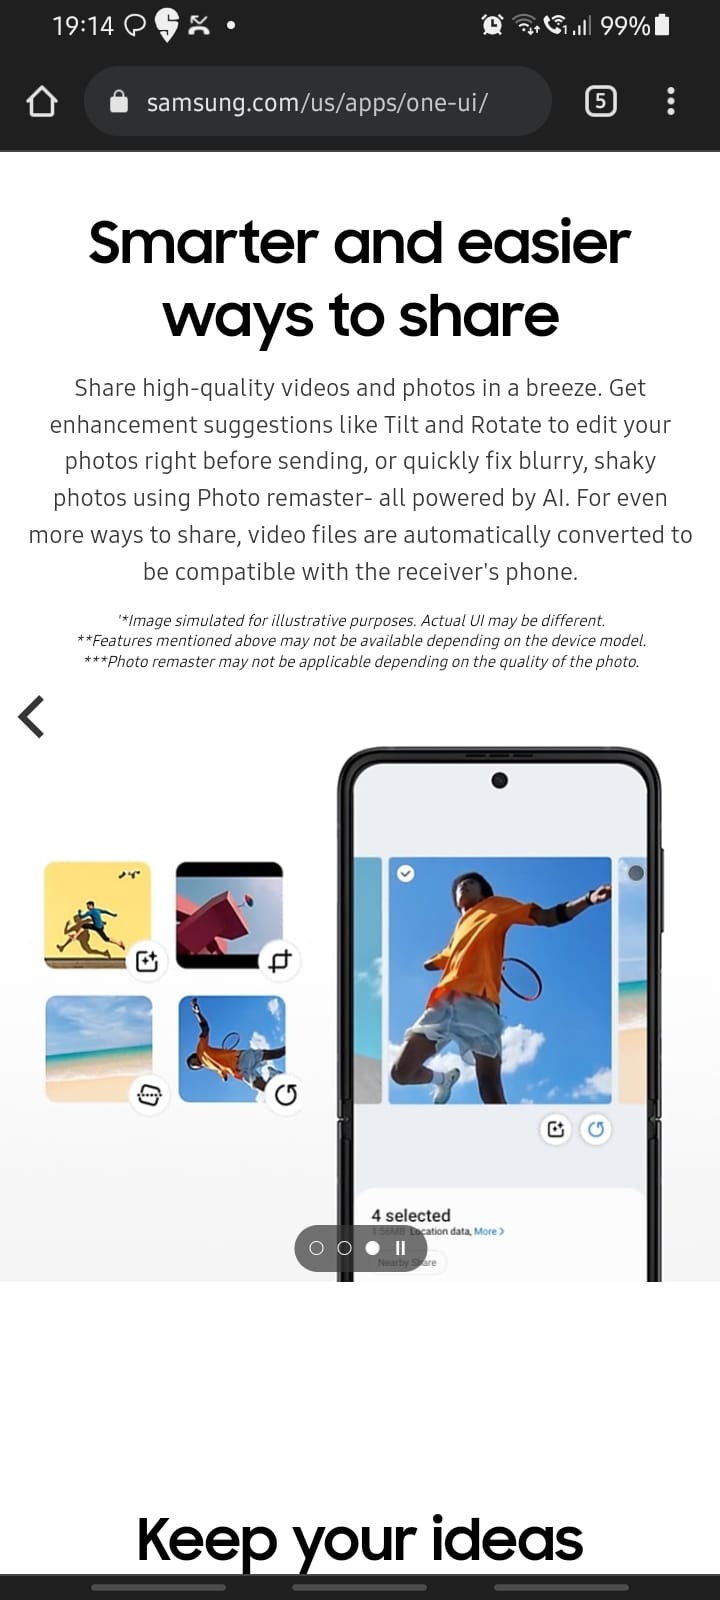 19:14
99%
samsung.com/us/apps/one-ui/
5
Smarter and easier
ways to share
Share high-quality videos and photos in a breeze. Get
enhancement suggestions like Tilt and Rotate to edit your
photos right before sending, or quickly fix blurry, shaky
photos using Photo remaster- all powered by AI. For even
more ways to share, video files are automatically converted to
be compatible with the receiver's phone.
'*Image simulated for illustrative purposes. Actual UI may be different.
**Features mentioned above may not be available depending on the device model.
***Photo remaster may not be applicable depending on the quality of the photo.
4 selected
Location data, More >
Nearby Share
Keep your ideas